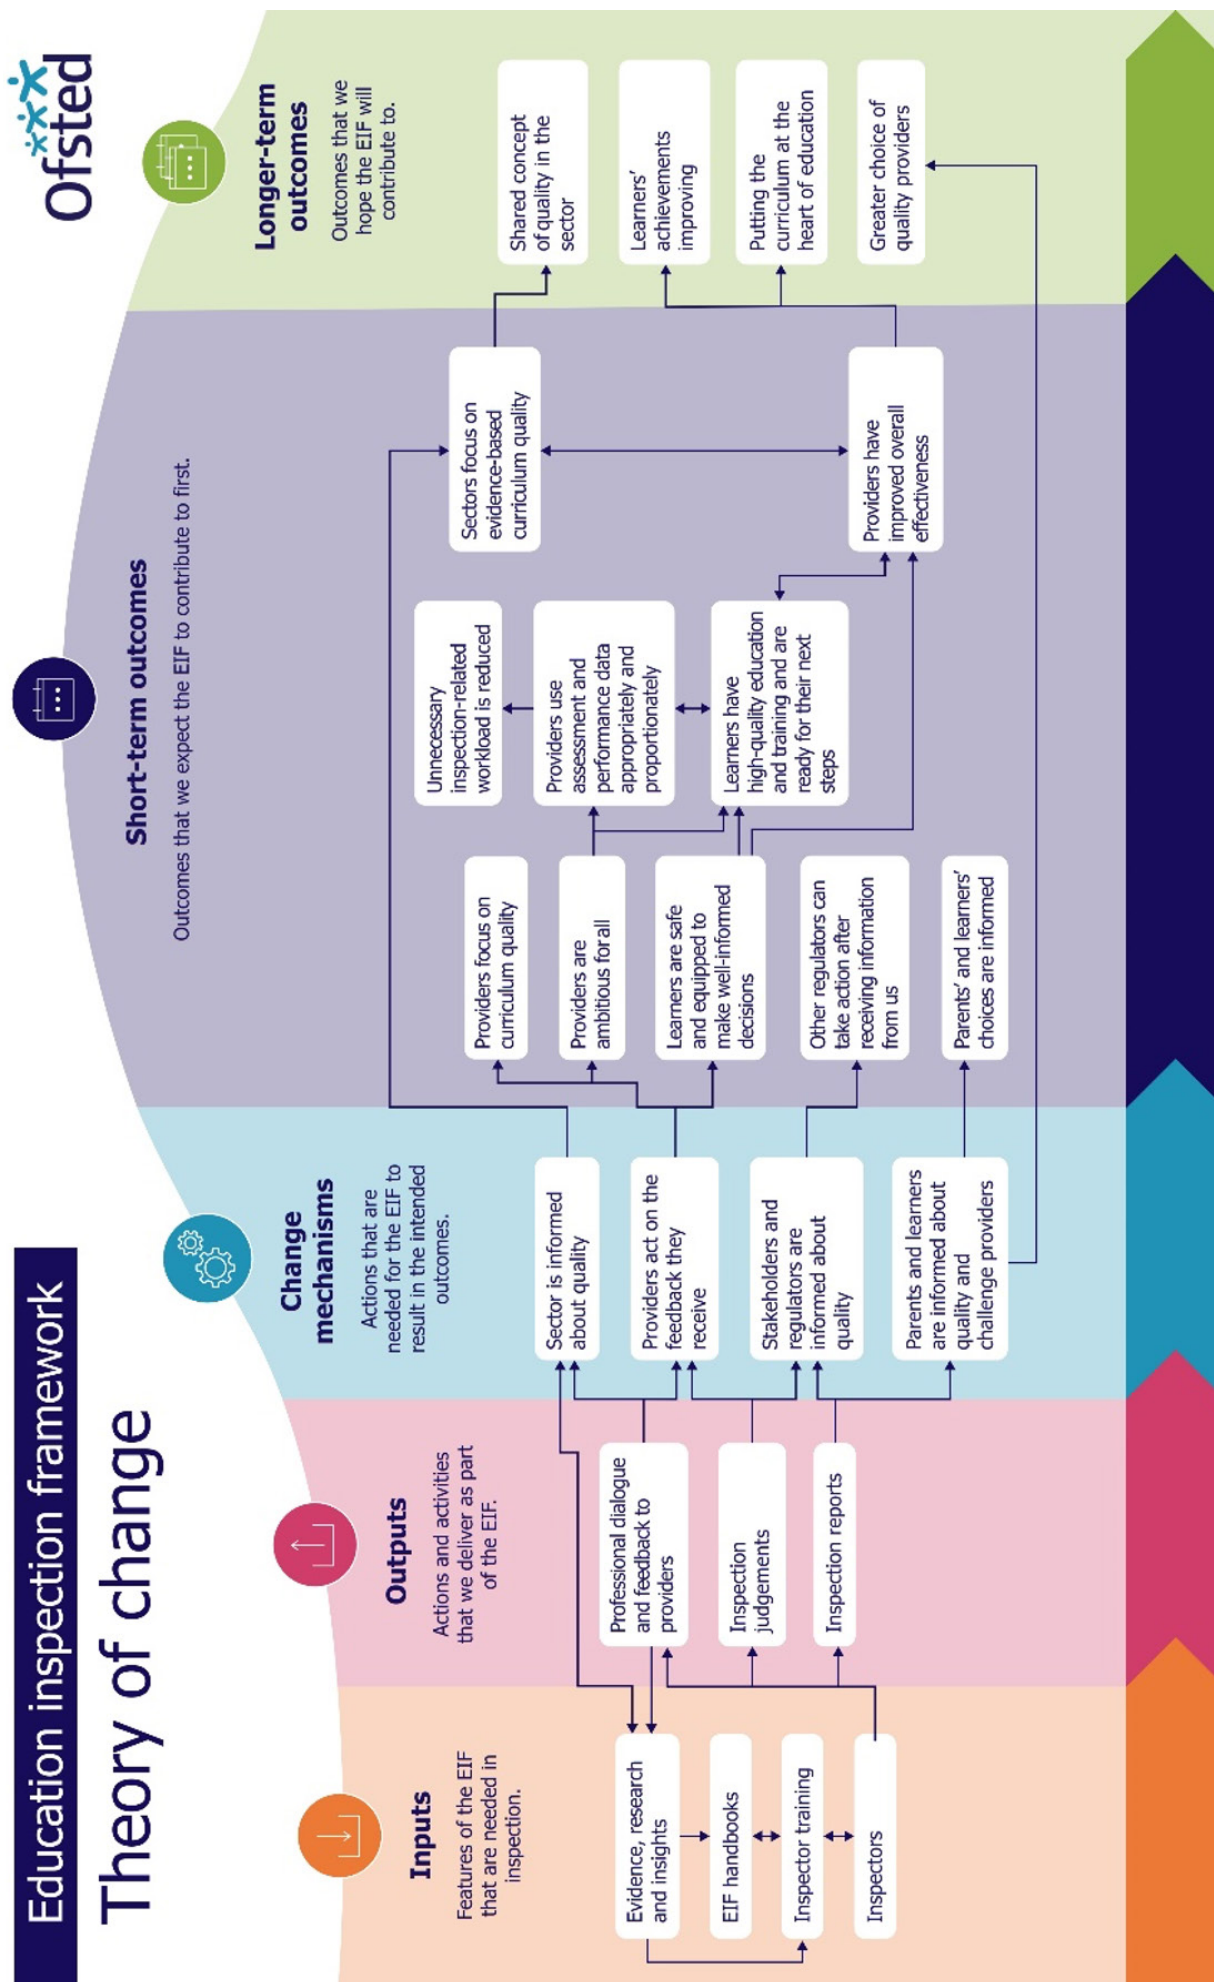 Education inspection framework
Theory of change
Ofsted
Inputs
Features of the EIF
that are needed in
inspection.
Evidence, research
and insights
EIF handbooks
Inspector training
Inspectors
Outputs
Actions and activities
that we deliver as part
of the EIF.
Professional dialogue
and feedback to
providers
Inspection
judgements
Inspection reports
Change
mechanisms
Actions that are
needed for the EIF to
result in the intended
outcomes.
Sector is informed
about quality
Providers act on the
feedback they
receive
Stakeholders and
regulators are
informed about
quality
Parents and learners
are informed about
quality and
challenge providers
Short-term outcomes
Outcomes that we expect the EIF to contribute to first.
Providers focus on
curriculum quality
Providers are
ambitious for all
Learners are safe
and equipped to
make well-informed
decisions
Other regulators can
take action after
receiving information
from us
Parents’ and learners’
choices are informed
Unnecessary
inspection-related
workload is reduced
Providers use
assessment and
performance data
appropriately and
proportionately
Learners have
high-quality education
and training and are
ready for their next
steps
Sectors focus on
evidence-based
curriculum quality
Providers have
improved overall
effectiveness
Longer-term
outcomes
Outcomes that we
hope the EIF will
contribute to.
Shared concept
of quality in the
sector
Learners’
achievements
improving
Putting the
curriculum at the
heart of education
Greater choice of
quality providers